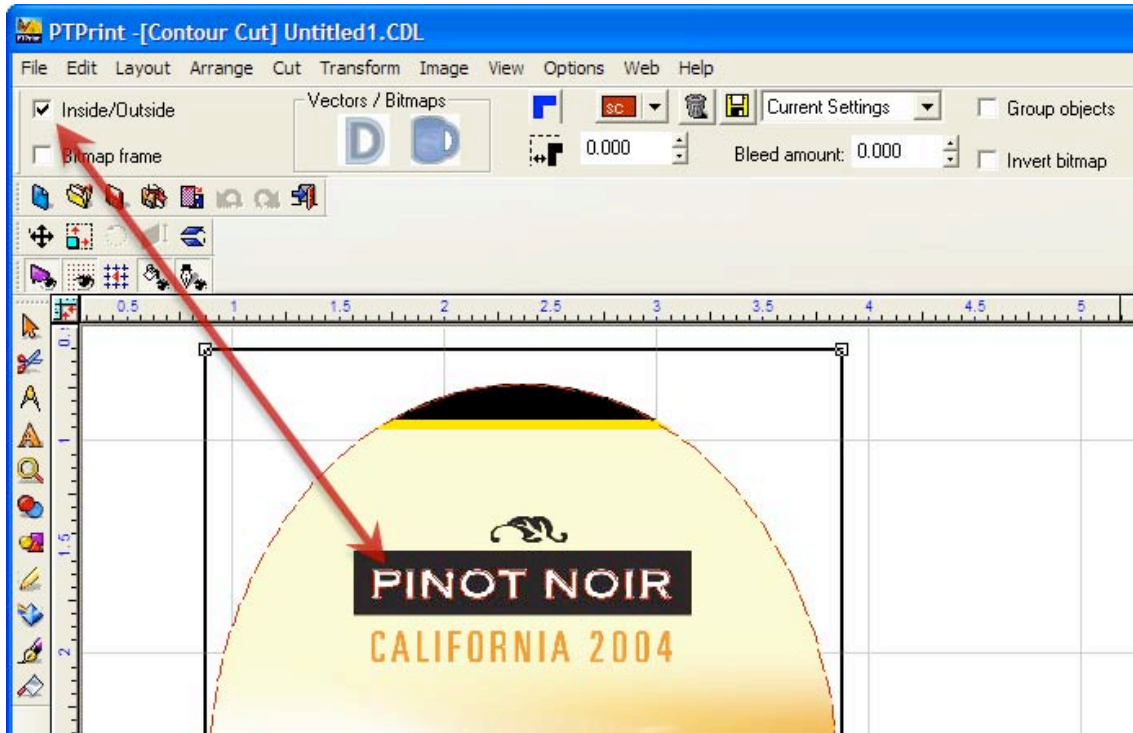 PTPrint -[Contour Cut] Untitled1.CDL
File Edit Layout Arrange Cut Transform Image View Options Web Help
Inside/Outside Vectors / Bitmaps sc Current Settings Group objects
Bitmap frame D D 0.000 Bleed amount: 0.000 Invert bitmap
0.5 1 1.5 2 2.5 3 3.5 4 4.5 5
1
1.5
2
PINOT NOIR
CALIFORNIA 2004